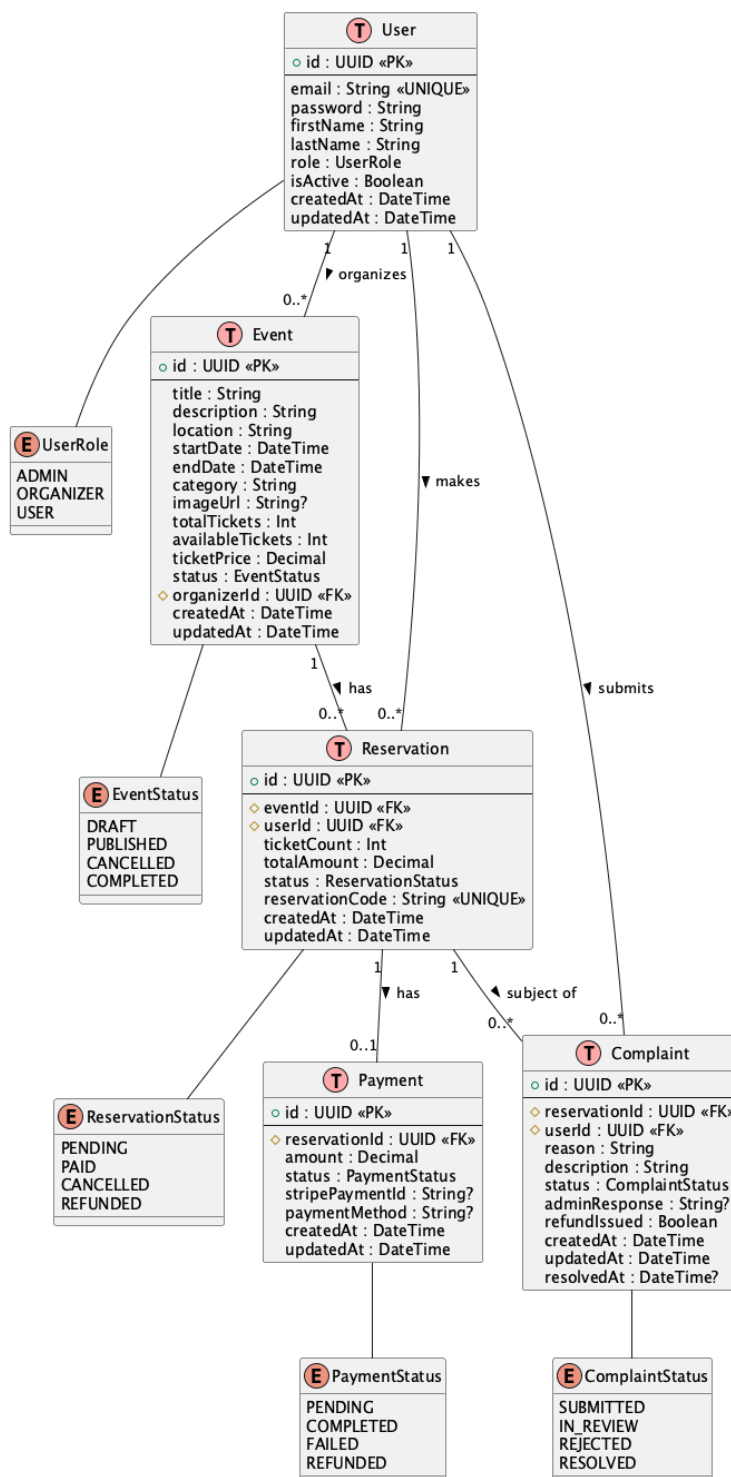 T User
id : UUID «PK»
email : String «UNIQUE»
password : String
firstName : String
lastName : String
role : UserRole
isActive : Boolean
createdAt : DateTime
updatedAt : DateTime
1
1
1
organizes
0..*
T Event
id : UUID «PK»
title : String
description : String
location : String
startDate : DateTime
endDate : DateTime
category : String
imageUrl : String?
totalTickets : Int
availableTickets : Int
ticketPrice : Decimal
status : EventStatus
organizerId : UUID «FK»
createdAt : DateTime
updatedAt : DateTime
E UserRole
ADMIN
ORGANIZER
USER
makes
1
has
submits
0..*
0..*
T Reservation
id : UUID «PK»
eventId : UUID «FK»
userId : UUID «FK»
ticketCount : Int
totalAmount : Decimal
status : ReservationStatus
reservationCode : String «UNIQUE»
createdAt : DateTime
updatedAt : DateTime
E EventStatus
DRAFT
PUBLISHED
CANCELLED
COMPLETED
1
1
has
subject of
0..1
0..*
0..*
E ReservationStatus
PENDING
PAID
CANCELLED
REFUNDED
T Payment
id : UUID «PK»
reservationId : UUID «FK»
amount : Decimal
status : PaymentStatus
stripePaymentId : String?
paymentMethod : String?
createdAt : DateTime
updatedAt : DateTime
T Complaint
id : UUID «PK»
reservationId : UUID «FK»
userId : UUID «FK»
reason : String
description : String
status : ComplaintStatus
adminResponse : String?
refundIssued : Boolean
createdAt : DateTime
updatedAt : DateTime
resolvedAt : DateTime?
E PaymentStatus
PENDING
COMPLETED
FAILED
REFUNDED
E ComplaintStatus
SUBMITTED
IN_REVIEW
REJECTED
RESOLVED